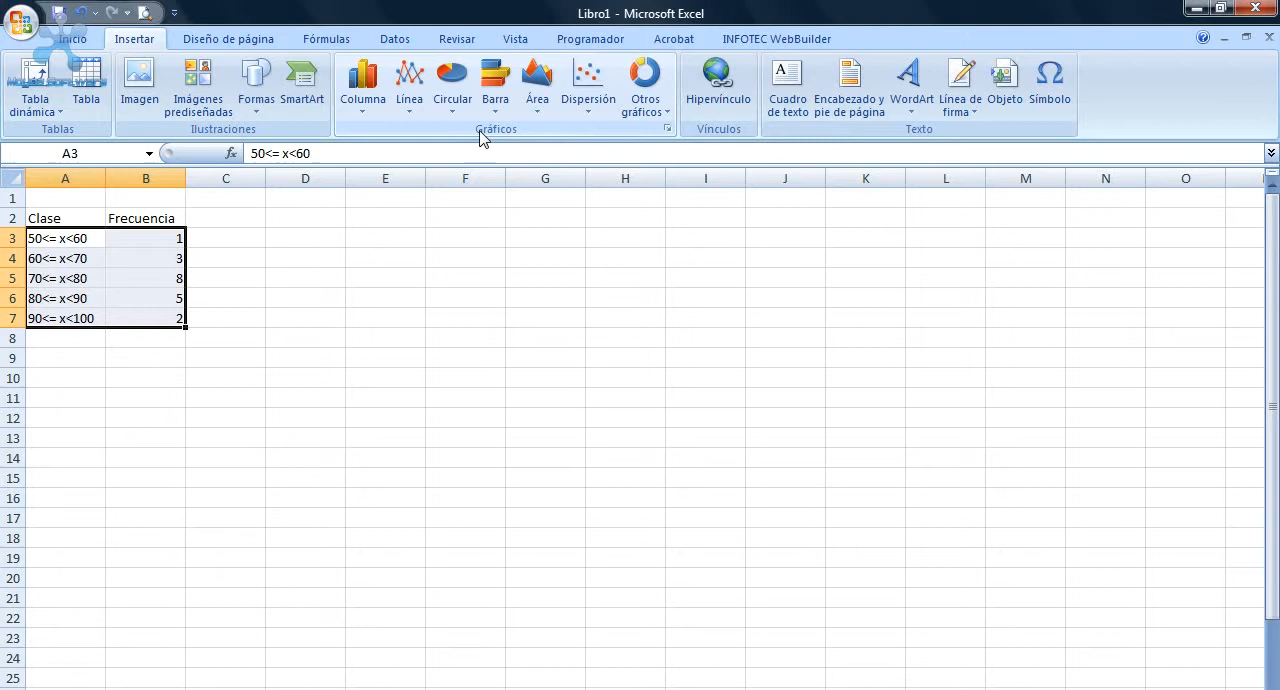 Libro1 - Microsoft Excel
Inicio Insertar Diseño de página Fórmulas Datos Revisar Vista Programador Acrobat INFOTEC WebBuilder
Tabla dinámica
Tabla
Tablas
Imagen
Imágenes prediseñadas
Formas
SmartArt
Ilustraciones
Columna
Línea
Circular
Barra
Área
Dispersión
Otros gráficos
Gráficos
Hipervínculo
Vínculos
Cuadro de texto
Encabezado y pie de página
WordArt
Línea de firma
Objeto
Símbolo
Texto
A3 fx 50<= x<60
A B C D E F G H I J K L M N O
1
2 Clase Frecuencia
3 50<= x<60 1
4 60<= x<70 3
5 70<= x<80 8
6 80<= x<90 5
7 90<= x<100 2
8
9
10
11
12
13
14
15
16
17
18
19
20
21
22
23
24
25